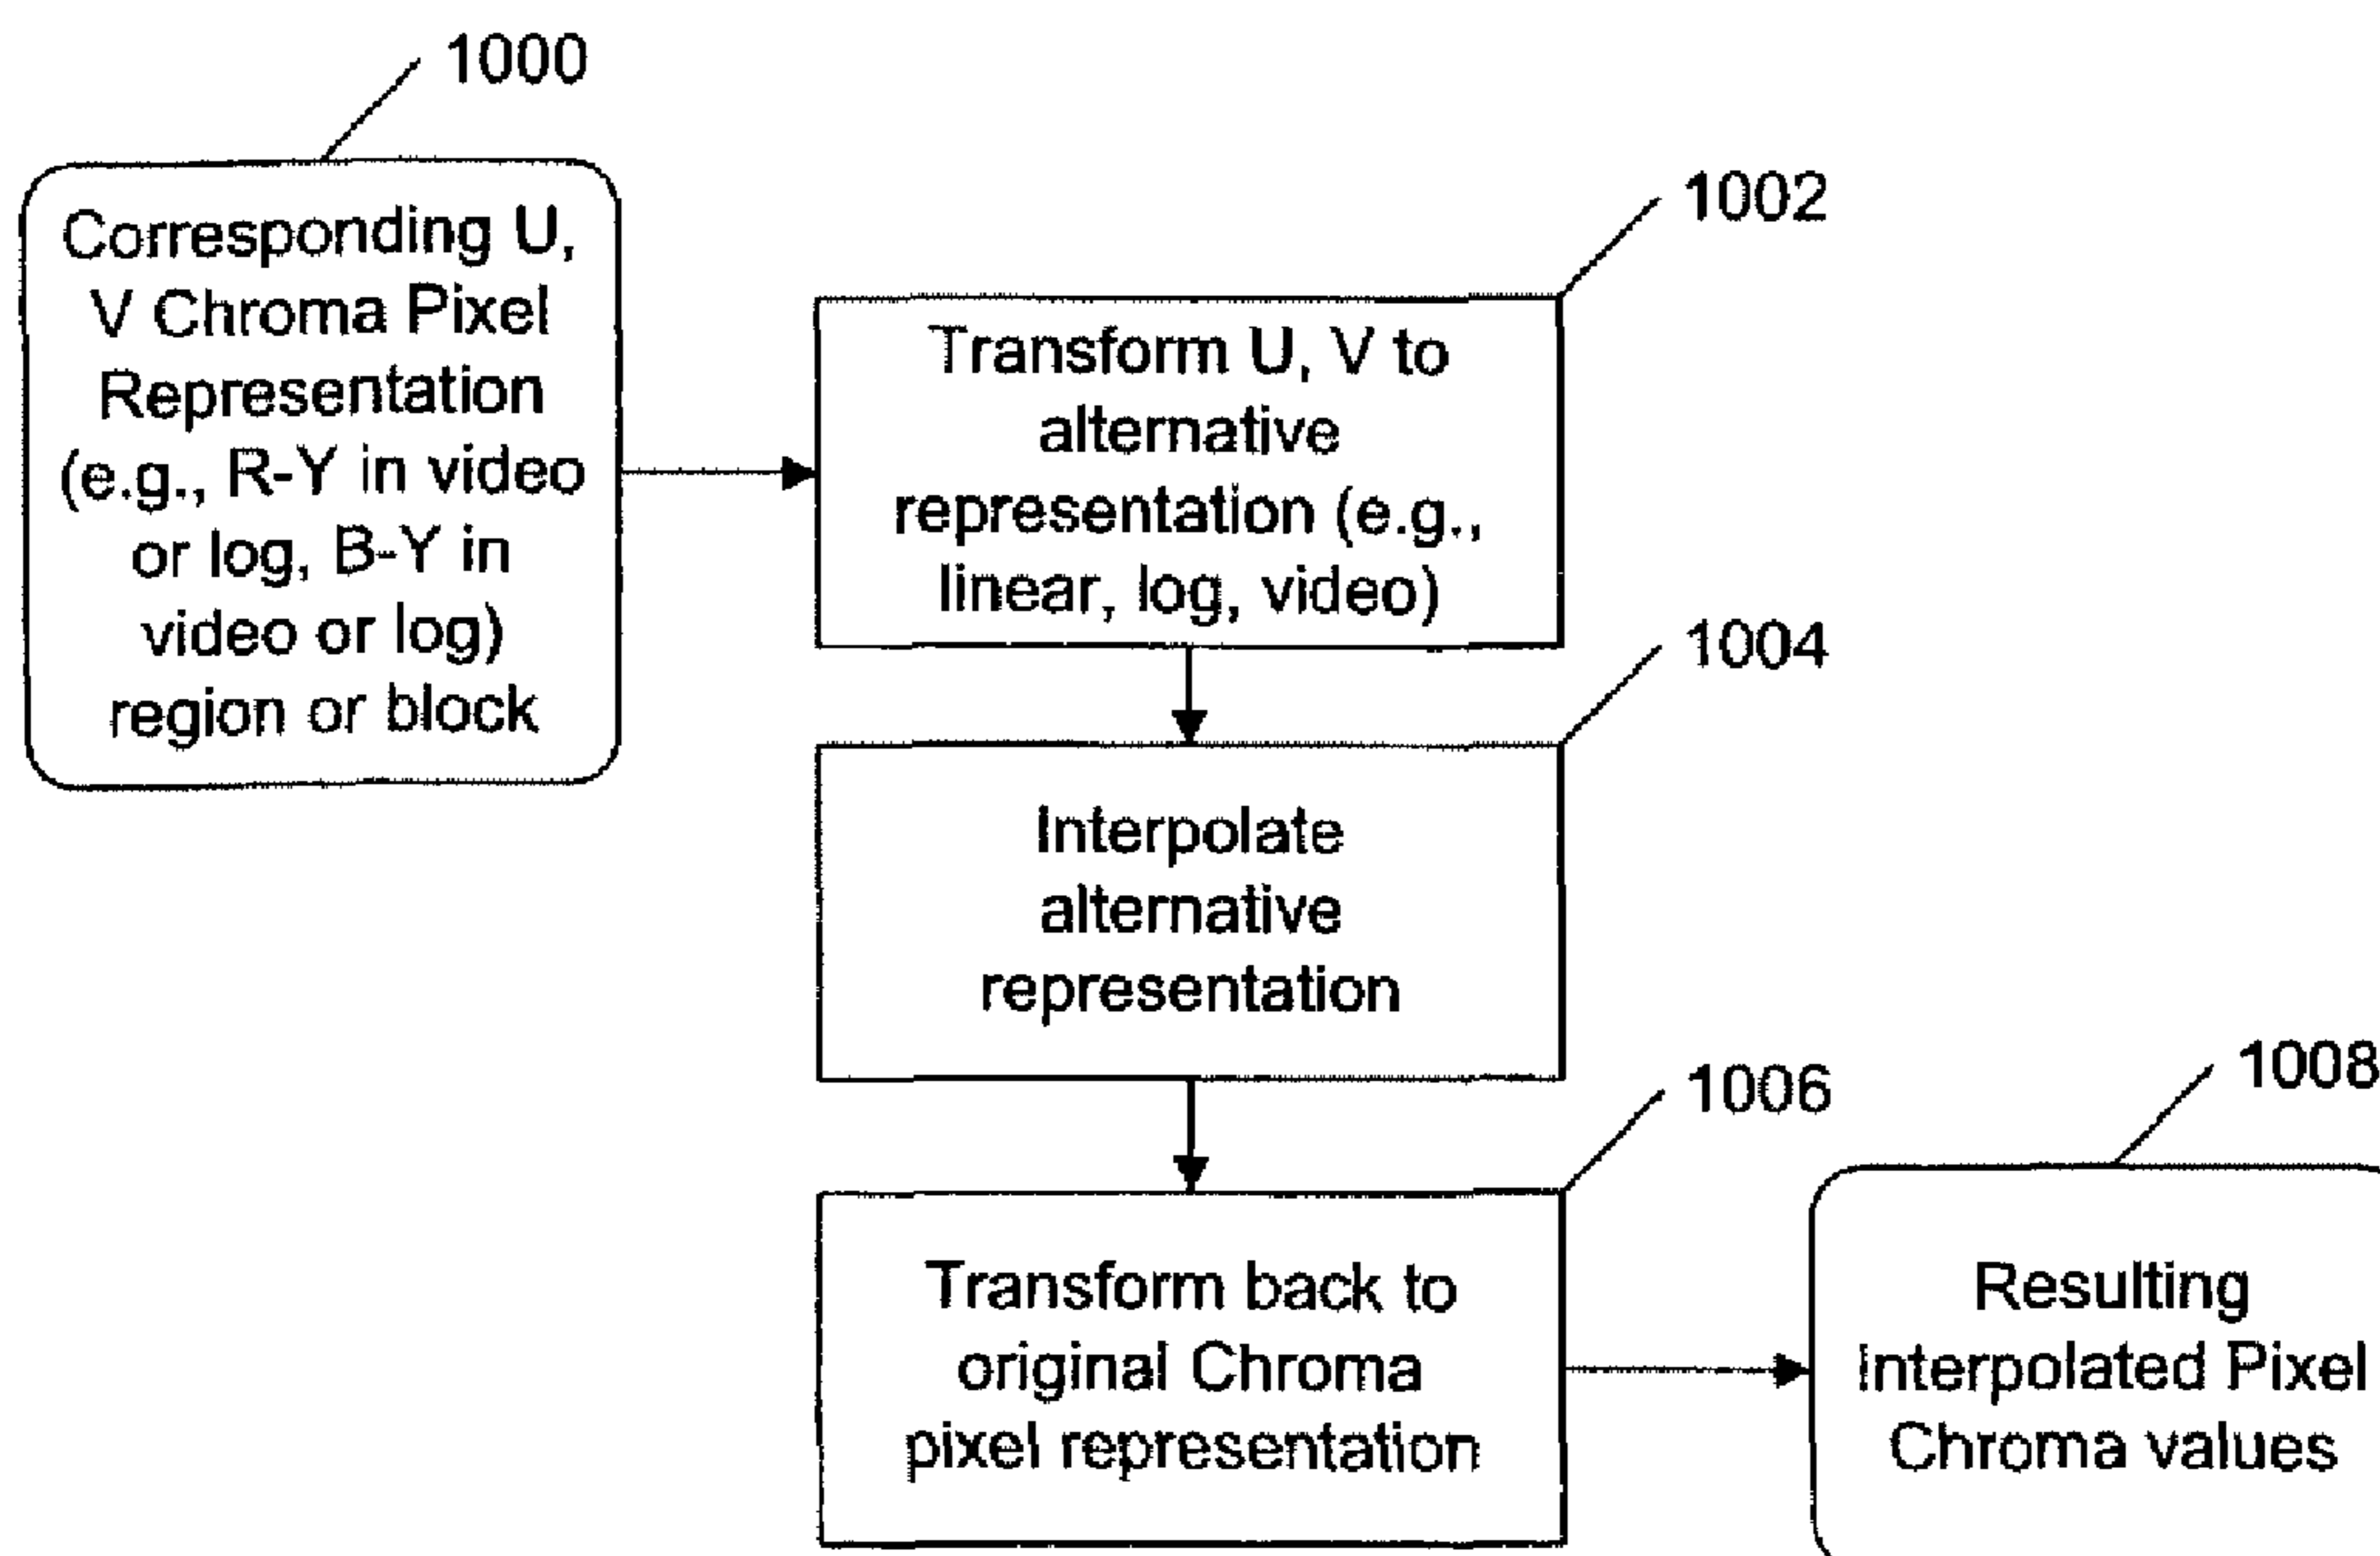 1000
Corresponding U,
V Chroma Pixel
Representation
(e.g., R-Y in video
or log, B-Y in
video or log)
region or block
1002
Transform U, V to
alternative
representation (e.g.,
linear, log, video)
1004
Interpolate
alternative
representation
1006
Transform back to
original Chroma
pixel representation
1008
Resulting
Interpolated Pixel
Chroma values